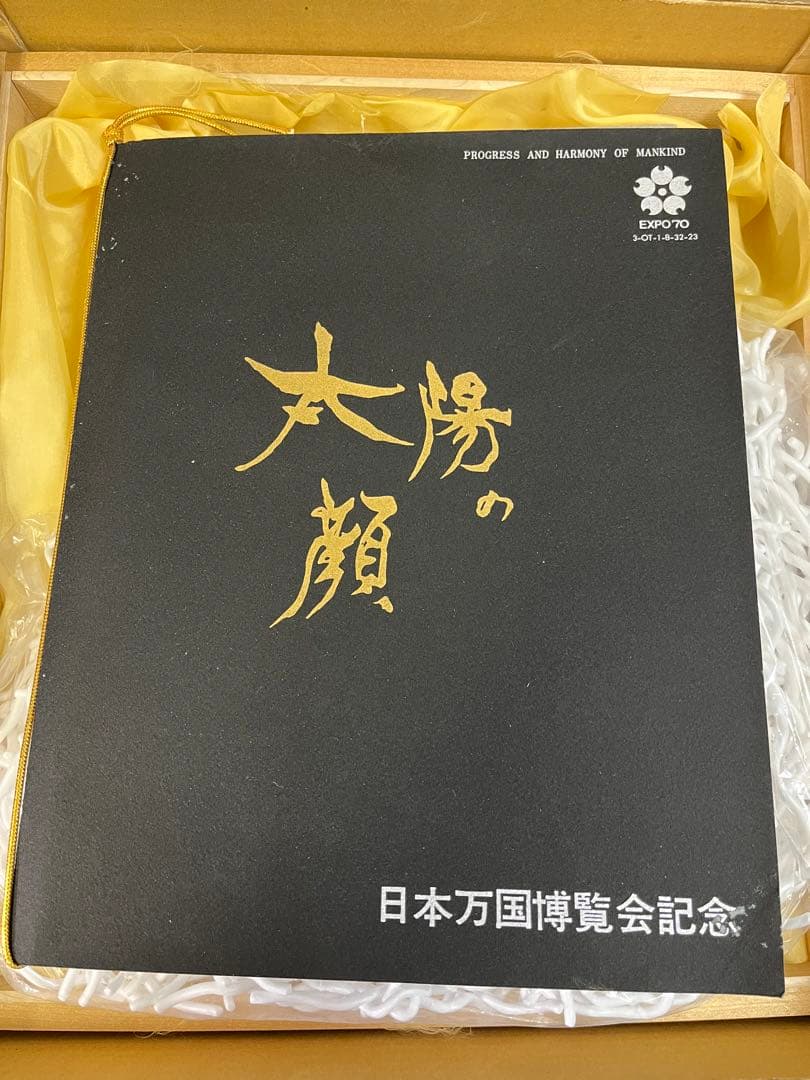 PROGRESS AND HARMONY OF MANKIND
EXPO'70
3-OT-1-B-32-23
太陽の
顔
日本万国博覧会記念